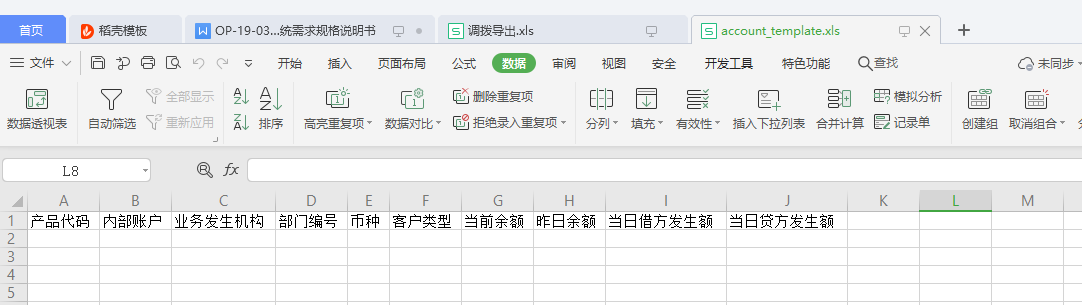 首页 稻壳模板 OP-19-03...统需求规格说明书 调拨导出.xls account_template.xls
文件 开始 插入 页面布局 公式 数据 审阅 视图 安全 开发工具 特色功能 查找 未同步
全部显示 删除重复项 模拟分析
数据透视表 自动筛选 重新应用 排序 高亮重复项 数据对比 拒绝录入重复项 分列 填充 有效性 插入下拉列表 合并计算 记录单 创建组 取消组合
L8 fx
A B C D E F G H I J K L M
1 产品代码 内部账户 业务发生机构 部门编号 币种 客户类型 当前余额 昨日余额 当日借方发生额 当日贷方发生额
2
3
4
5